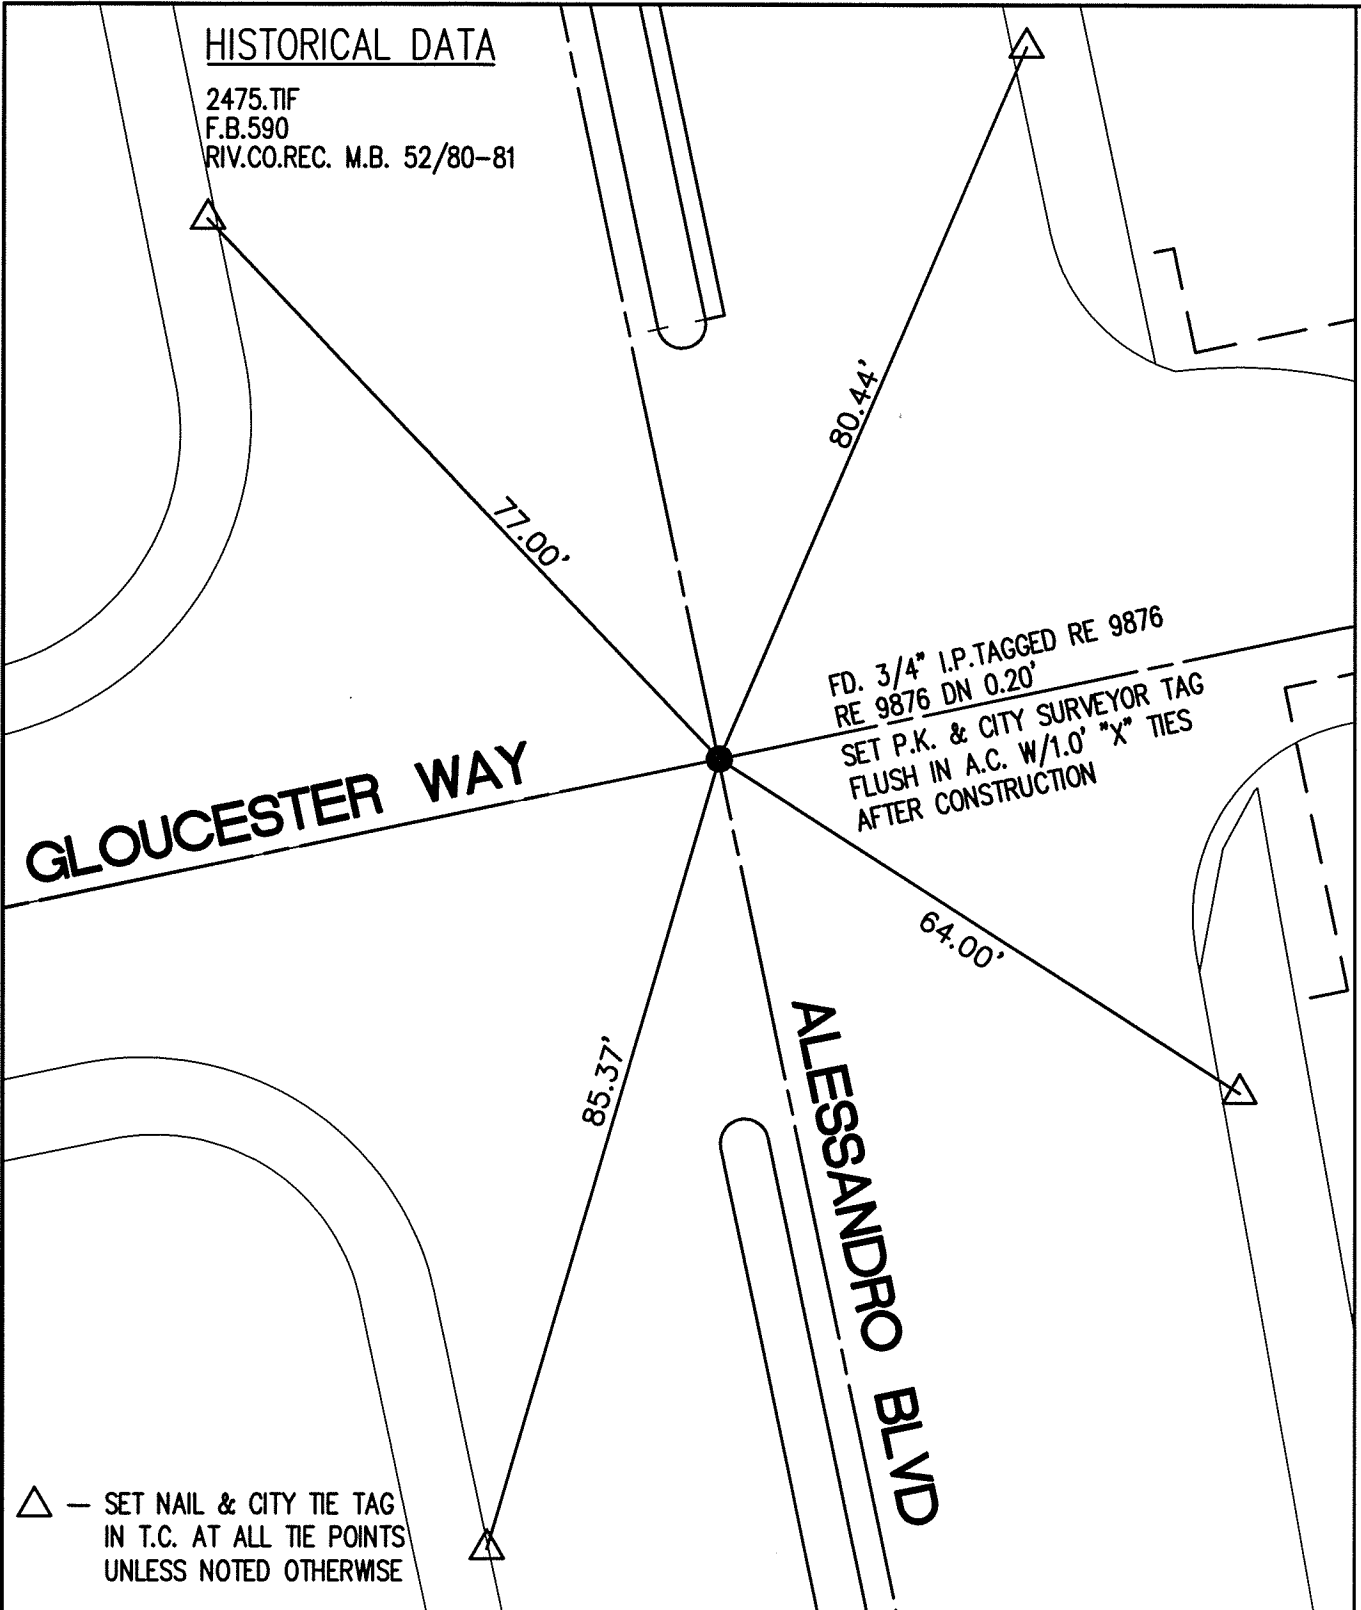 HISTORICAL DATA
2475.TIF
F.B.590
RIV.CO.REC. M.B. 52/80-81
80.44'
77.00'
FD. 3/4" I.P.TAGGED RE 9876
RE 9876 DN 0.20'
SET P.K. & CITY SURVEYOR TAG
FLUSH IN A.C. W/1.0' "X" TIES
AFTER CONSTRUCTION
GLOUCESTER WAY
64.00'
85.37'
ALESSANDRO BLVD
— SET NAIL & CITY TIE TAG
IN T.C. AT ALL TIE POINTS
UNLESS NOTED OTHERWISE